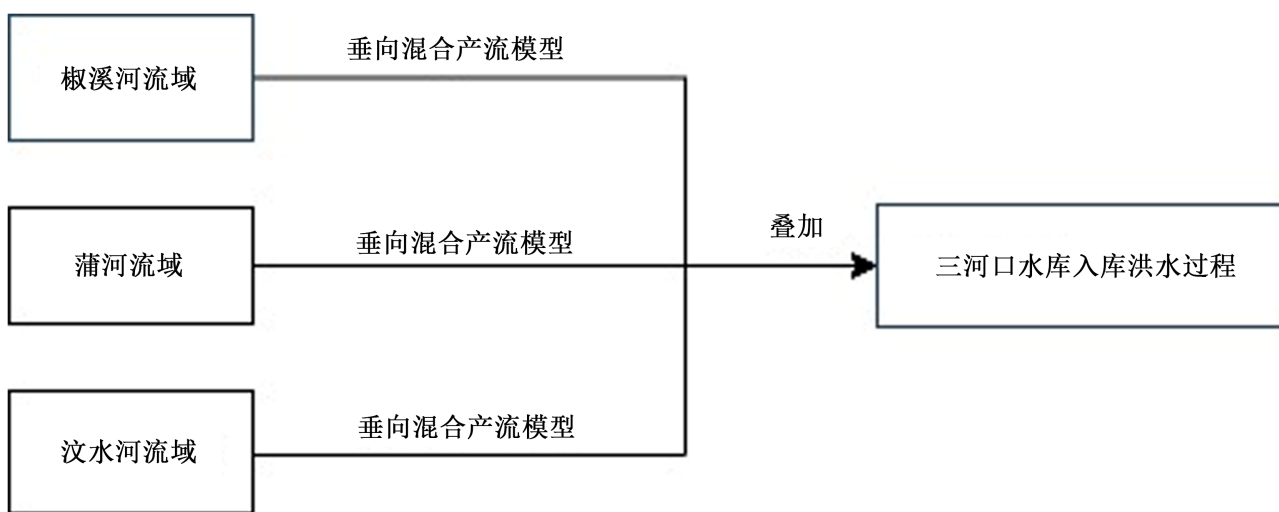 垂向混合产流模型
椒溪河流域
垂向混合产流模型
蒲河流域
叠加
三河口水库入库洪水过程
垂向混合产流模型
汶水河流域